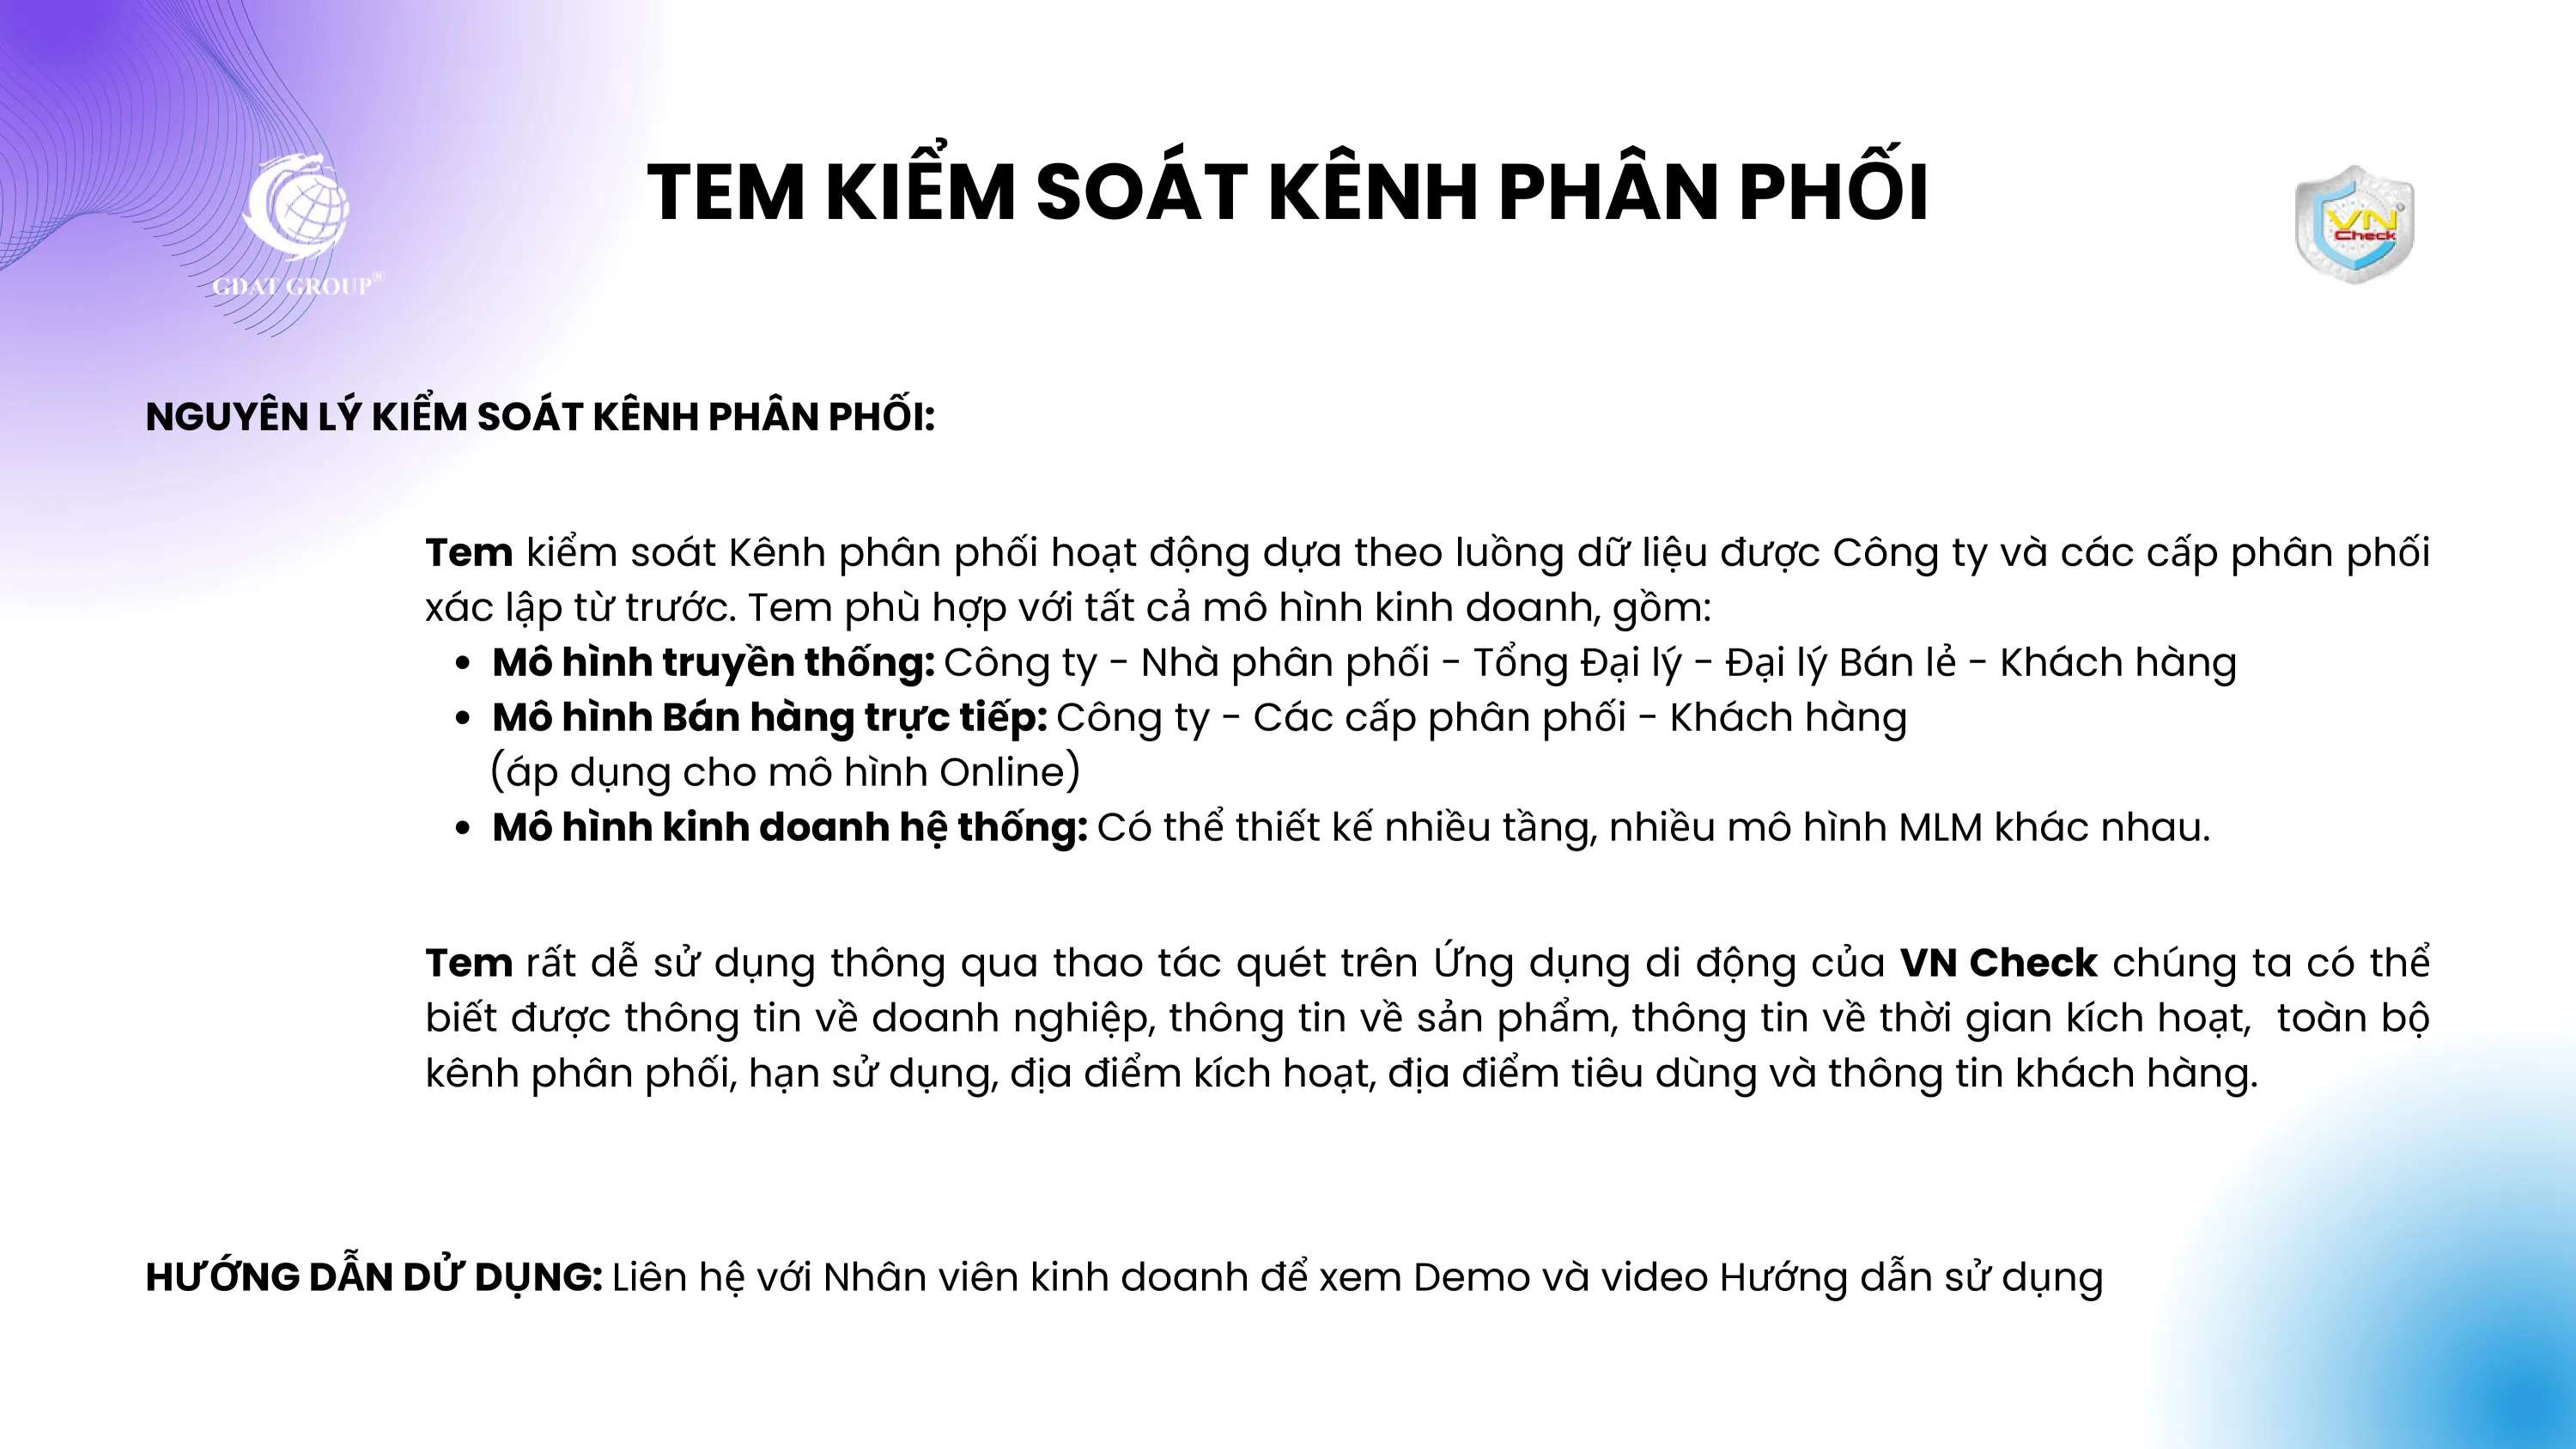 TEM KIỂM SOÁT KÊNH PHÂN PHỐI
GDAT GROUP®
VN®
Check
NGUYÊN LÝ KIỂM SOÁT KÊNH PHÂN PHỐI:
Tem kiểm soát Kênh phân phối hoạt động dựa theo luồng dữ liệu được Công ty và các cấp phân phối
xác lập từ trước. Tem phù hợp với tất cả mô hình kinh doanh, gồm:
• Mô hình truyền thống: Công ty - Nhà phân phối - Tổng Đại lý - Đại lý Bán lẻ - Khách hàng
• Mô hình Bán hàng trực tiếp: Công ty - Các cấp phân phối - Khách hàng
(áp dụng cho mô hình Online)
• Mô hình kinh doanh hệ thống: Có thể thiết kế nhiều tầng, nhiều mô hình MLM khác nhau.
Tem rất dễ sử dụng thông qua thao tác quét trên Ứng dụng di động của VN Check chúng ta có thể
biết được thông tin về doanh nghiệp, thông tin về sản phẩm, thông tin về thời gian kích hoạt,  toàn bộ
kênh phân phối, hạn sử dụng, địa điểm kích hoạt, địa điểm tiêu dùng và thông tin khách hàng.
HƯỚNG DẪN DỬ DỤNG: Liên hệ với Nhân viên kinh doanh để xem Demo và video Hướng dẫn sử dụng